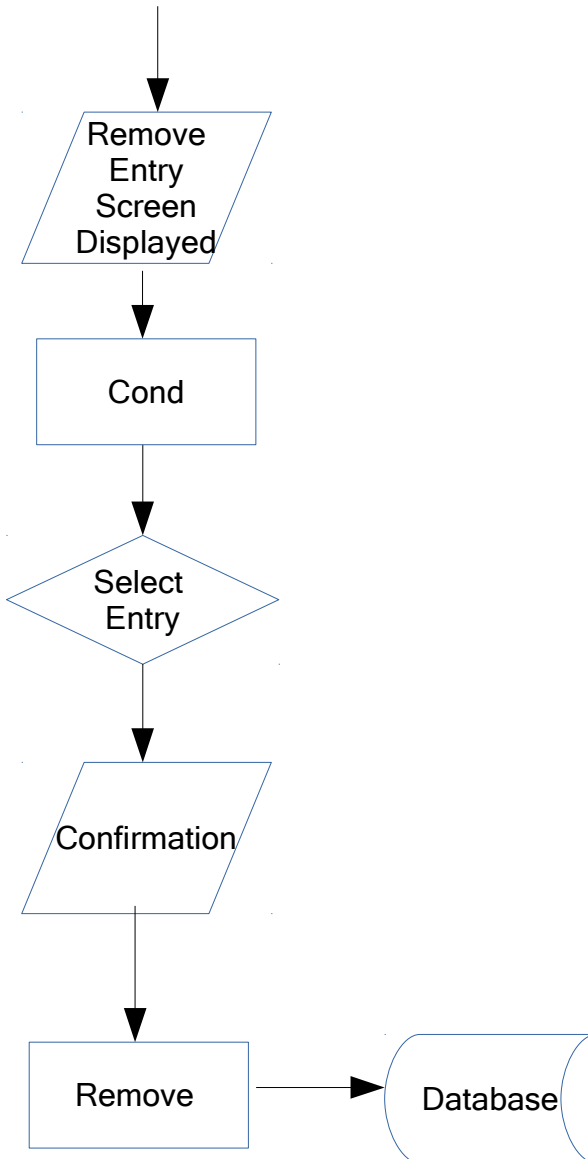 Remove
Entry
Screen
Displayed
Cond
Select
Entry
Confirmation
Remove
Database